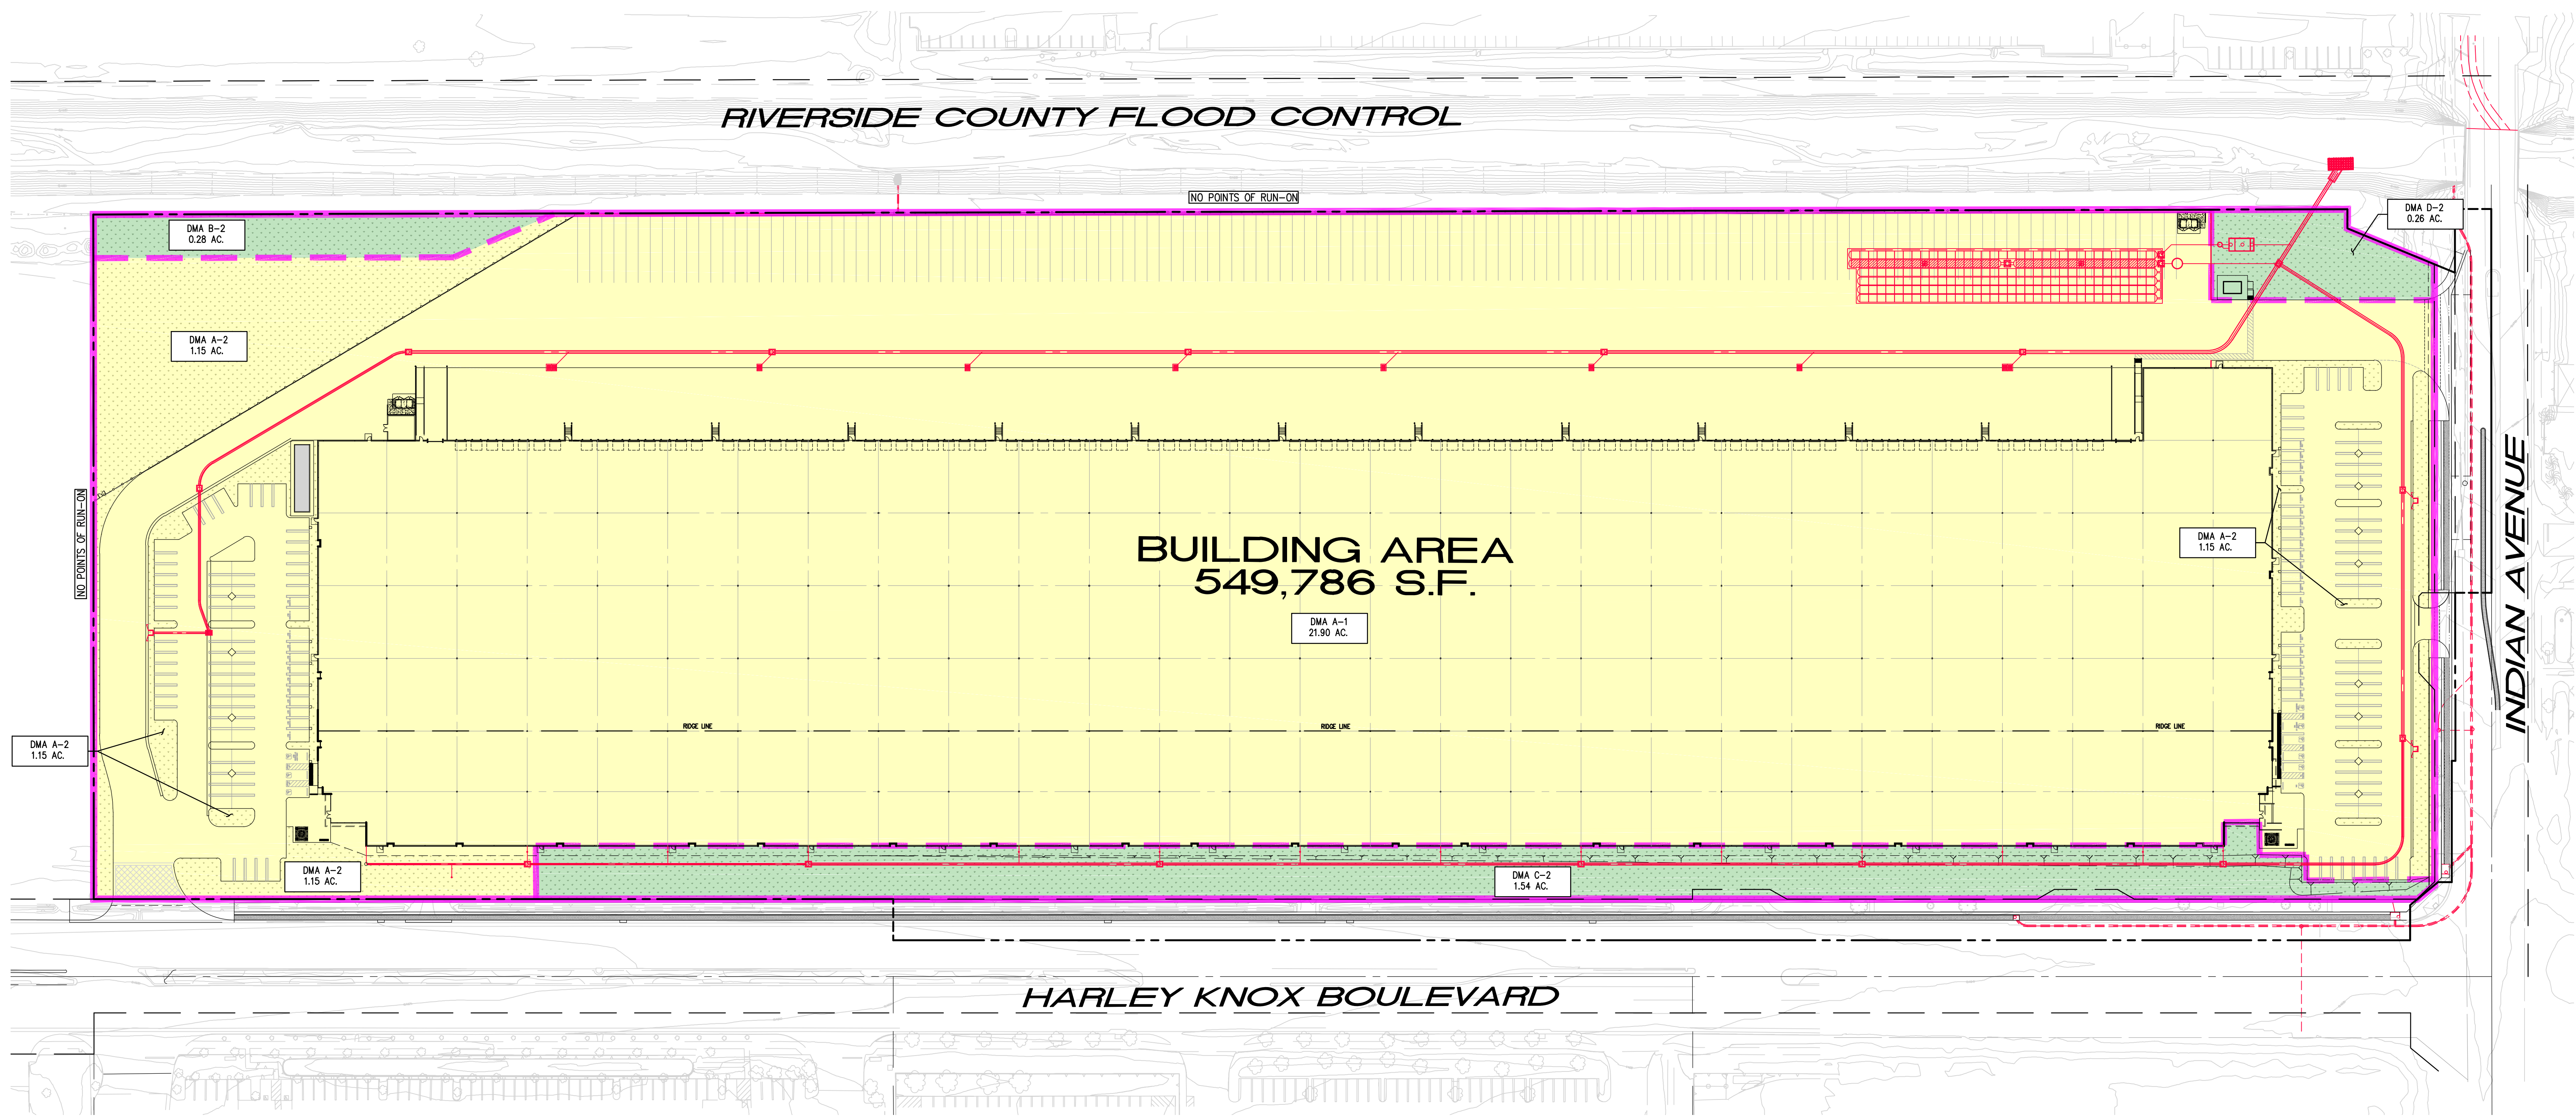 RIVERSIDE COUNTY FLOOD CONTROL
NO POINTS OF RUN-ON
DMA B-2
0.28 AC.
DMA D-2
0.26 AC.
DMA A-2
1.15 AC.
NO POINTS OF RUN-ON
BUILDING AREA
549,786 S.F.
DMA A-2
1.15 AC.
INDIAN AVENUE
DMA A-1
21.90 AC.
RIDGE LINE
RIDGE LINE
RIDGE LINE
DMA A-2
1.15 AC.
DMA A-2
1.15 AC.
DMA C-2
1.54 AC.
HARLEY KNOX BOULEVARD